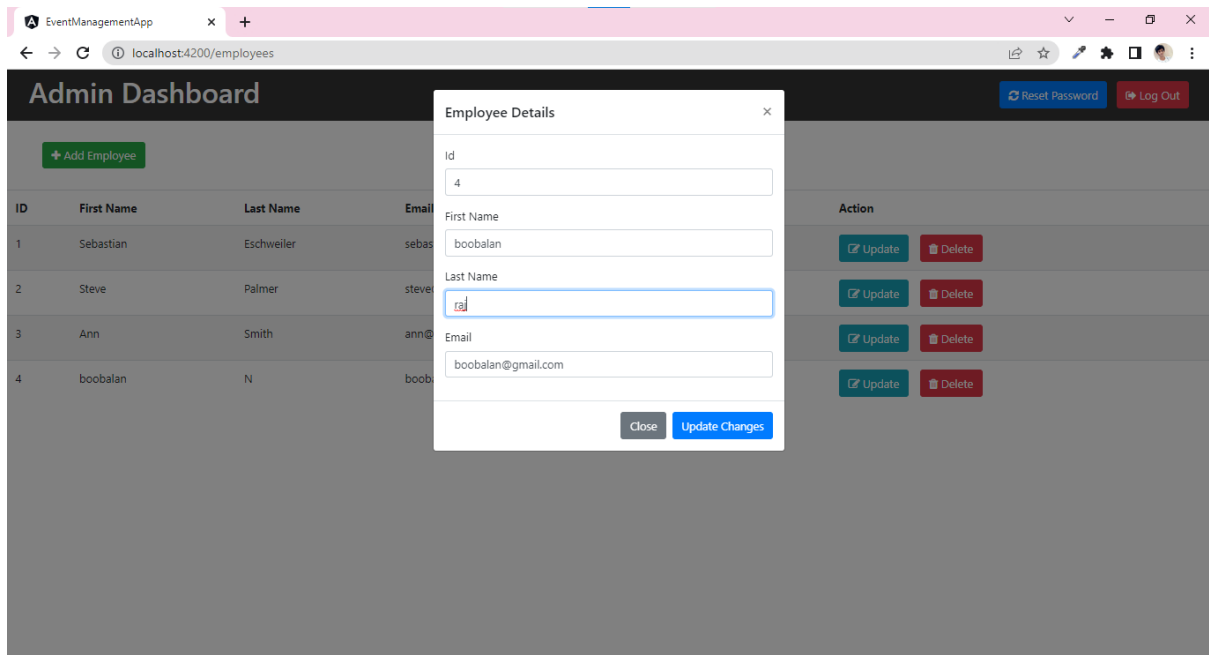 EventManagementApp
localhost:4200/employees
Admin Dashboard
Reset Password
Log Out
Add Employee
ID First Name Last Name Email Action
1 Sebastian Eschweiler sebas Update Delete
2 Steve Palmer steve Update Delete
3 Ann Smith ann@ Update Delete
4 boobalan N booba Update Delete
Employee Details
Id
4
First Name
boobalan
Last Name
raj
Email
boobalan@gmail.com
Close Update Changes